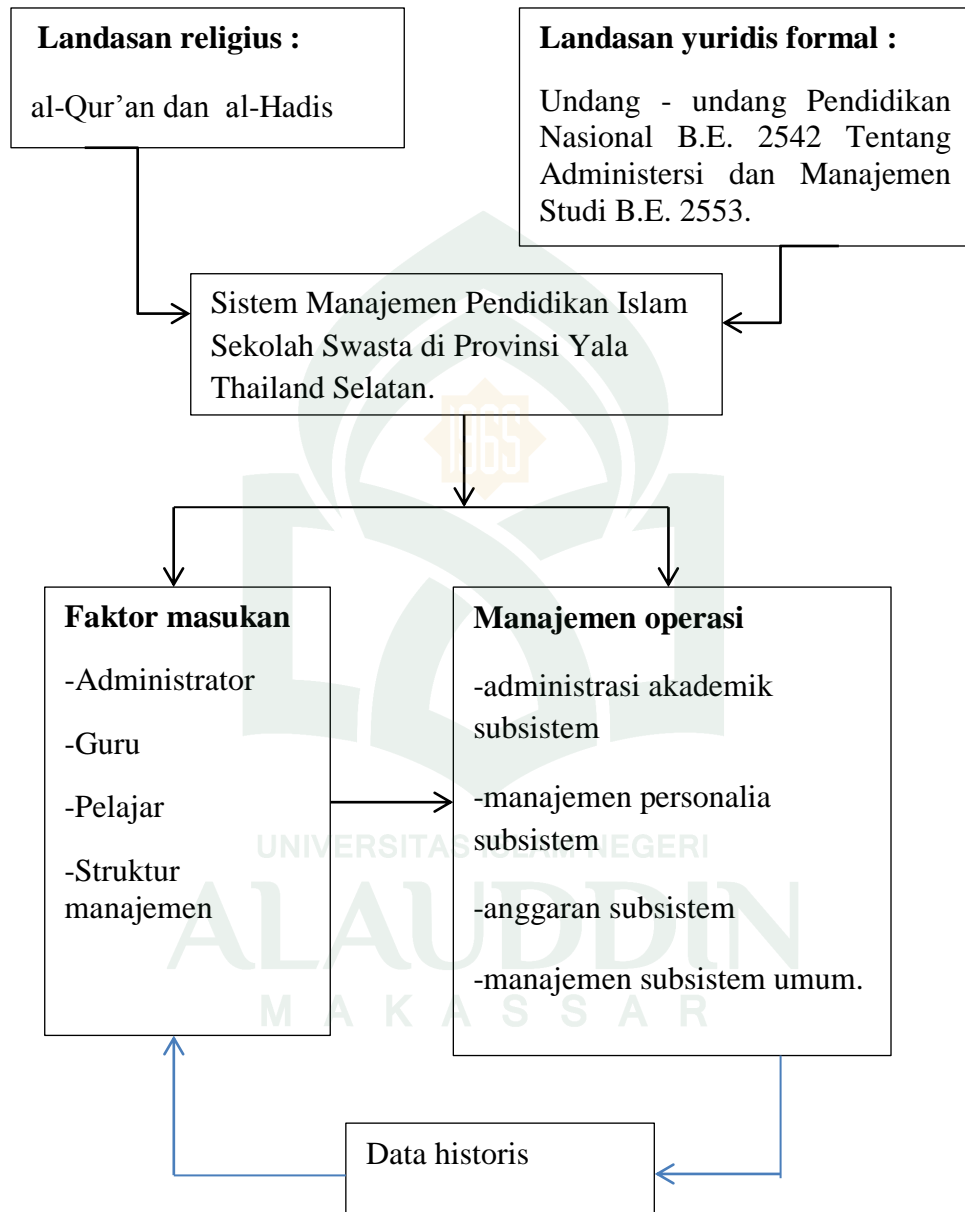 Landasan religius :
al-Qur’an dan al-Hadis
Landasan yuridis formal :
Undang - undang Pendidikan
Nasional B.E. 2542 Tentang
Administersi dan Manajemen
Studi B.E. 2553.
Sistem Manajemen Pendidikan Islam
Sekolah Swasta di Provinsi Yala
Thailand Selatan.
1965
Faktor masukan
-Administrator
-Guru
-Pelajar
-Struktur
manajemen
Manajemen operasi
-administrasi akademik
subsistem
-manajemen personalia
subsistem
-anggaran subsistem
-manajemen subsistem umum.
UNIVERSITAS ISLAM NEGERI
ALAUDDIN
MAKASSAR
Data historis